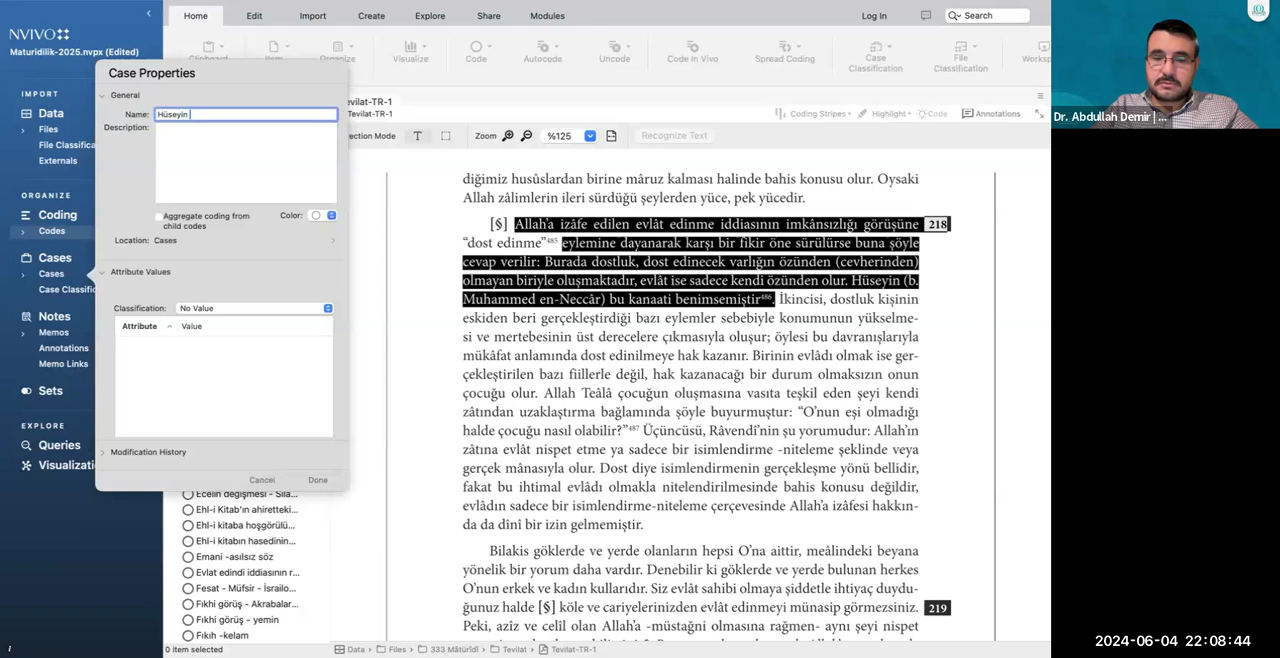 Home
Edit
Import
Create
Explore
Share
Modules
Log In
Search
NVIVO
Maturidilik-2025.nvpx (Edited)
Clipboard
Item
Organize
Visualize
Code
Autocode
Uncode
Code In Vivo
Spread Coding
Case
Classification
File
Classification
Worksp
IMPORT
Data
Files
File Classifica
Externals
ORGANIZE
Coding
Codes
Cases
Cases
Case Classific
Notes
Memos
Annotations
Memo Links
Sets
EXPLORE
Queries
Visualizati
Case Properties
General
Name: Hüseyin
Description:
Aggregate coding from
child codes
Color:
Location: Cases
Attribute Values
Classification: No Value
Attribute Value
Modification History
Cancel Done
evilat-TR-1
Tevilat-TR-1
Coding Stripes Highlight Code Annotations
ection Mode T Zoom %125 Recognize Text
diğimiz husûslardan birine mâruz kalması halinde bahis konusu olur. Oysaki
Allah zâlimlerin ileri sürdüğü şeylerden yüce, pek yücedir.
[§] Allah’a izâfe edilen evlât edinme iddiasının imkânsızlığı görüşüne 218
“dost edinme”485 eylemine dayanarak karşı bir fikir öne sürülürse buna şöyle
cevap verilir: Burada dostluk, dost edinecek varlığın özünden (cevherinden)
olmayan biriyle oluşmaktadır, evlât ise sadece kendi özünden olur. Hüseyin (b.
Muhammed en-Neccâr) bu kanaati benimsemiştir486. İkincisi, dostluk kişinin
eskiden beri gerçekleştirdiği bazı eylemler sebebiyle konumunun yükselme-
si ve mertebesinin üst derecelere çıkmasıyla oluşur; öylesi bu davranışlarıyla
mükâfat anlamında dost edinilmeye hak kazanır. Birinin evlâdı olmak ise ger-
çekleştirilen bazı fiillerle değil, hak kazanacağı bir durum olmaksızın onun
çocuğu olur. Allah Teâlâ çocuğun oluşmasına vasıta teşkil eden şeyi kendi
zâtından uzaklaştırma bağlamında şöyle buyurmuştur: “O’nun eşi olmadığı
halde çocuğu nasıl olabilir?”487 Üçüncüsü, Râvendî’nin şu yorumudur: Allah’ın
zâtına evlât nispet etme ya sadece bir isimlendirme -niteleme şeklinde veya
gerçek mânasıyla olur. Dost diye isimlendirmenin gerçekleşme yönü bellidir,
fakat bu ihtimal evlâdı olmakla nitelendirilmesinde bahis konusu değildir,
evlâdın sadece bir isimlendirme-niteleme çerçevesinde Allah’a izâfesi hakkın-
da da dînî bir izin gelmemiştir.
Bilakis göklerde ve yerde olanların hepsi O’na aittir, meâlindeki beyana
yönelik bir yorum daha vardır. Denebilir ki göklerde ve yerde bulunan herkes
O’nun erkek ve kadın kullarıdır. Siz evlât sahibi olmaya şiddetle ihtiyaç duydu-
ğunuz halde [§] köle ve cariyelerinizden evlât edinmeyi münasip görmezsiniz. 219
Peki, azîz ve celîl olan Allah’a -müstağni olmasına rağmen- aynı şeyi nispet
Ecelin değişmesi - Sıla...
Ehl-i Kitab'ın ahiretteki...
Ehl-i kitaba hoşgörülü...
Ehl-i kitabın hasedinin...
Emani -asılsız söz
Evlat edindi iddiasının r...
Fesat - Müfsir - İsrailo...
Fıkhi görüş - Akrabalar...
Fıkhi görüş - yemin
Fıkıh -kelam
0 item selected
Data › Files › 333 Mâtürîdî › Tevilat › Tevilat-TR-1
Dr. Abdullah Demir | ...
2024-06-04 22:08:44